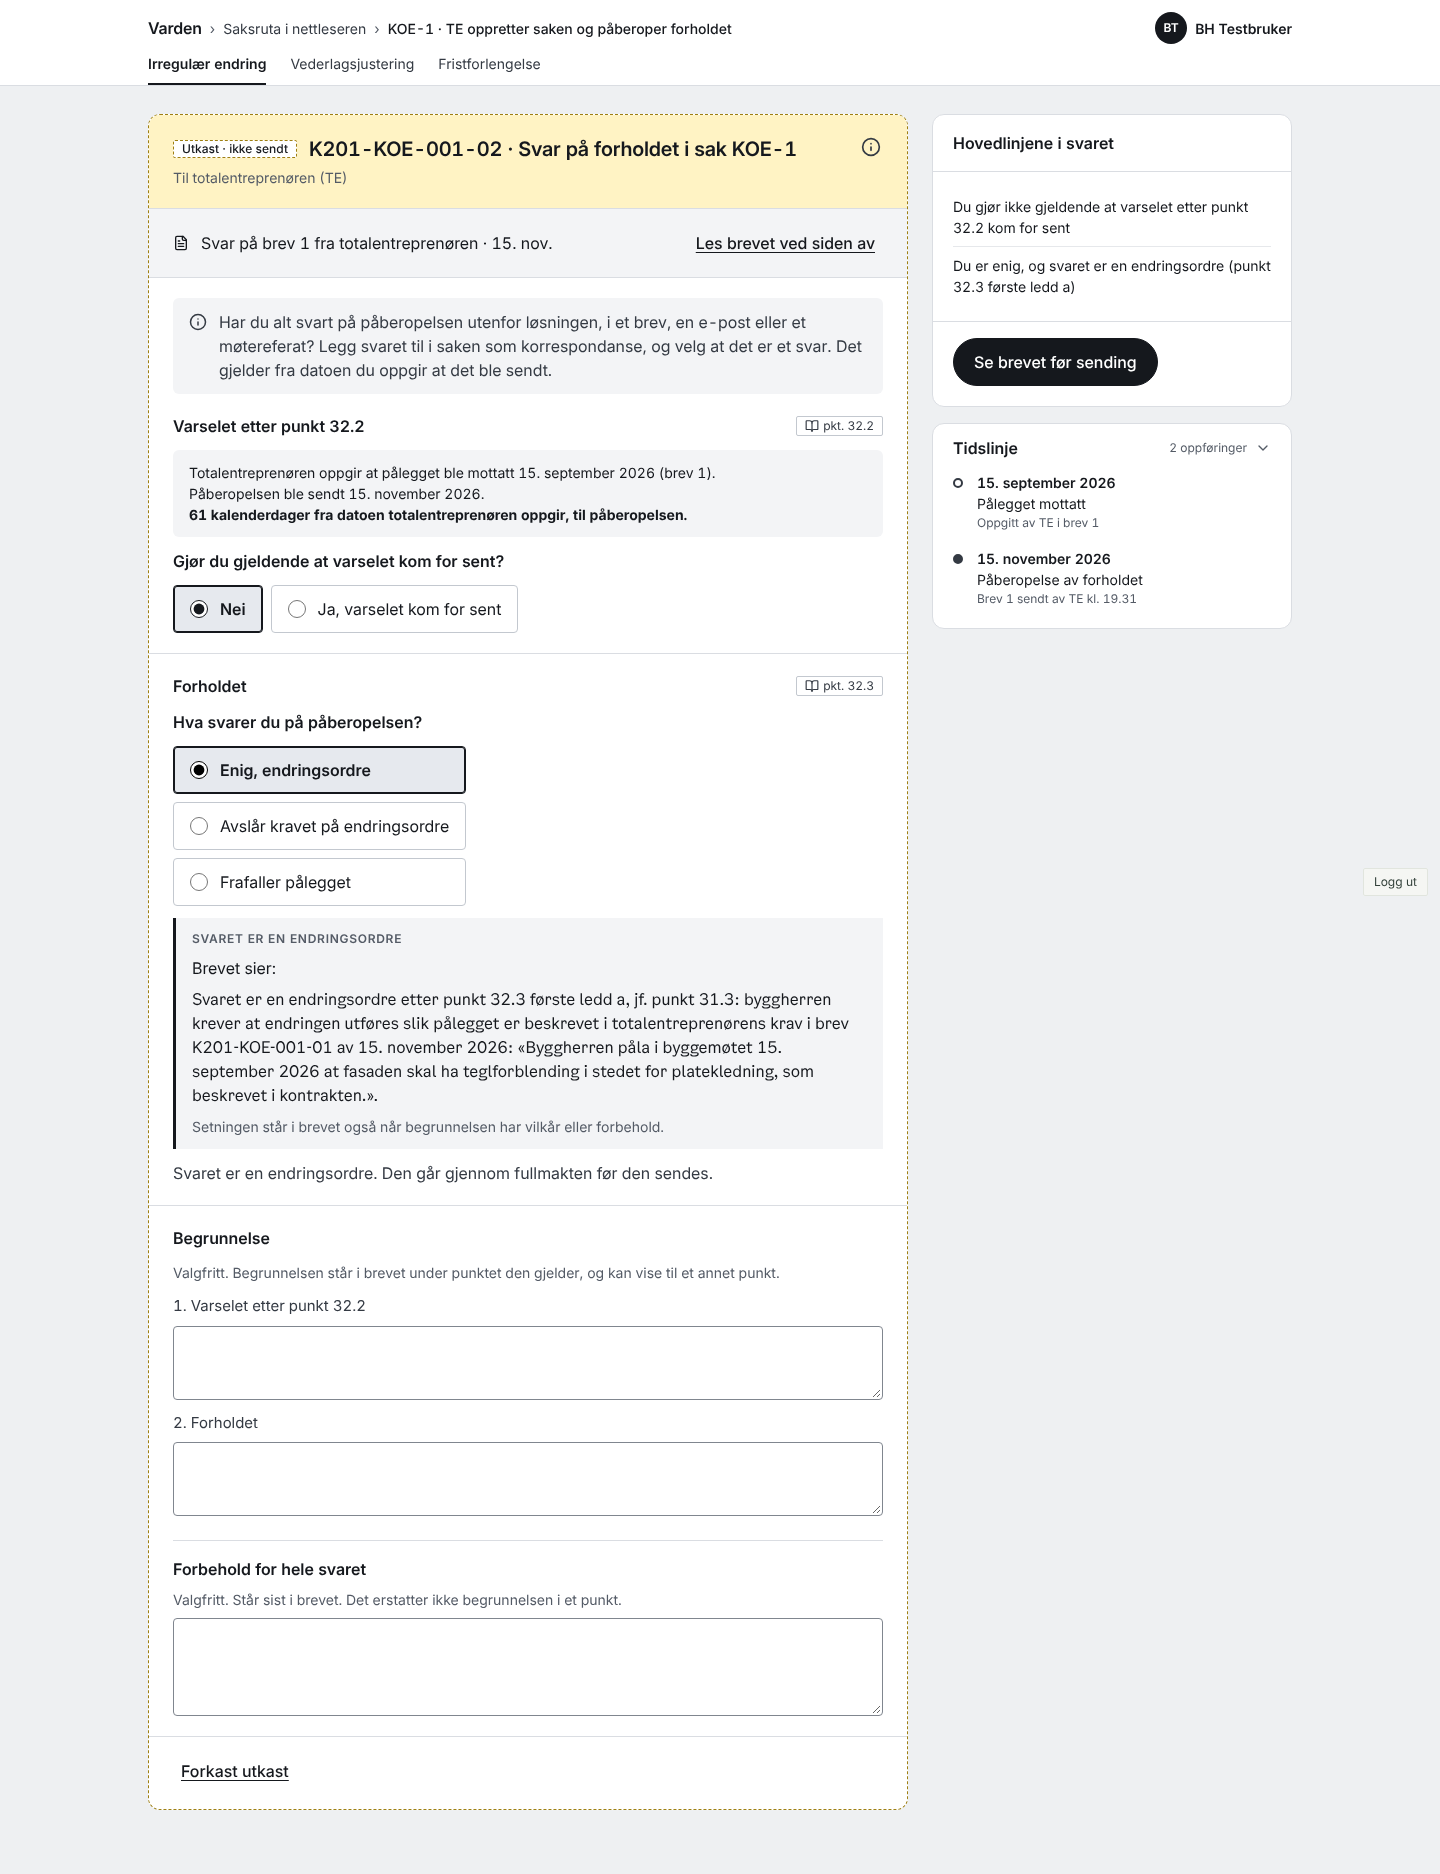 Varden › Saksruta i nettleseren › KOE-1 · TE oppretter saken og påberoper forholdet
BT BH Testbruker
Irregulær endring Vederlagsjustering Fristforlengelse
Utkast · ikke sendt K201-KOE-001-02 · Svar på forholdet i sak KOE-1
Til totalentreprenøren (TE)
Svar på brev 1 fra totalentreprenøren · 15. nov. Les brevet ved siden av
Har du alt svart på påberopelsen utenfor løsningen, i et brev, en e-post eller et
møtereferat? Legg svaret til i saken som korrespondanse, og velg at det er et svar. Det
gjelder fra datoen du oppgir at det ble sendt.
Varselet etter punkt 32.2 pkt. 32.2
Totalentreprenøren oppgir at pålegget ble mottatt 15. september 2026 (brev 1).
Påberopelsen ble sendt 15. november 2026.
61 kalenderdager fra datoen totalentreprenøren oppgir, til påberopelsen.
Gjør du gjeldende at varselet kom for sent?
Nei Ja, varselet kom for sent
Forholdet pkt. 32.3
Hva svarer du på påberopelsen?
Enig, endringsordre
Avslår kravet på endringsordre
Frafaller pålegget
SVARET ER EN ENDRINGSORDRE
Brevet sier:
Svaret er en endringsordre etter punkt 32.3 første ledd a, jf. punkt 31.3: byggherren
krever at endringen utføres slik pålegget er beskrevet i totalentreprenørens krav i brev
K201-KOE-001-01 av 15. november 2026: «Byggherren påla i byggemøtet 15.
september 2026 at fasaden skal ha teglforblending i stedet for platekledning, som
beskrevet i kontrakten.».
Setningen står i brevet også når begrunnelsen har vilkår eller forbehold.
Svaret er en endringsordre. Den går gjennom fullmakten før den sendes.
Begrunnelse
Valgfritt. Begrunnelsen står i brevet under punktet den gjelder, og kan vise til et annet punkt.
1. Varselet etter punkt 32.2
2. Forholdet
Forbehold for hele svaret
Valgfritt. Står sist i brevet. Det erstatter ikke begrunnelsen i et punkt.
Forkast utkast
Hovedlinjene i svaret
Du gjør ikke gjeldende at varselet etter punkt
32.2 kom for sent
Du er enig, og svaret er en endringsordre (punkt
32.3 første ledd a)
Se brevet før sending
Tidslinje 2 oppføringer
15. september 2026
Pålegget mottatt
Oppgitt av TE i brev 1
15. november 2026
Påberopelse av forholdet
Brev 1 sendt av TE kl. 19.31
Logg ut